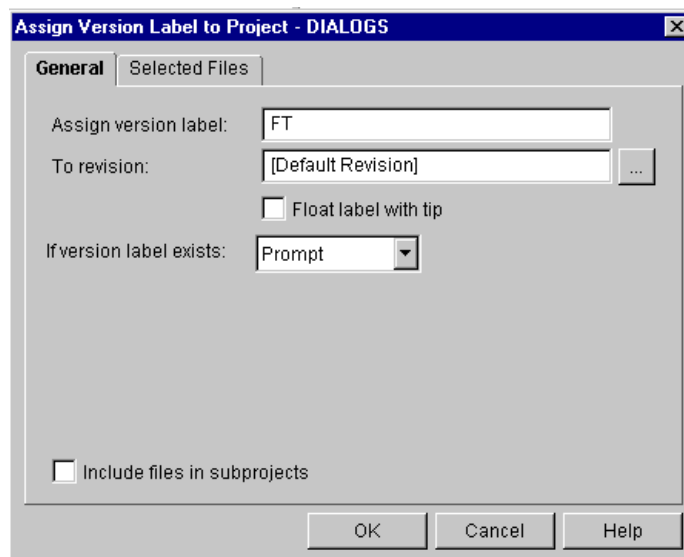 Assign Version Label to Project - DIALOGS
General Selected Files
Assign version label: FT
To revision: [Default Revision] ...
Float label with tip
If version label exists: Prompt
Include files in subprojects
OK Cancel Help